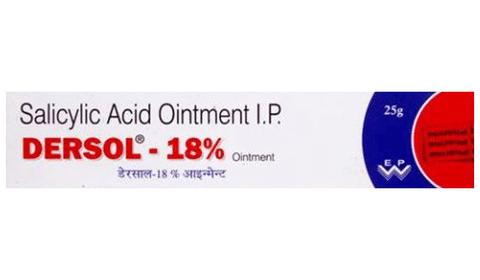 Salicylic Acid Ointment I.P.
DERSOL® - 18% Ointment
डेरसाल-18 % आइन्मेन्ट
25g
E P
W